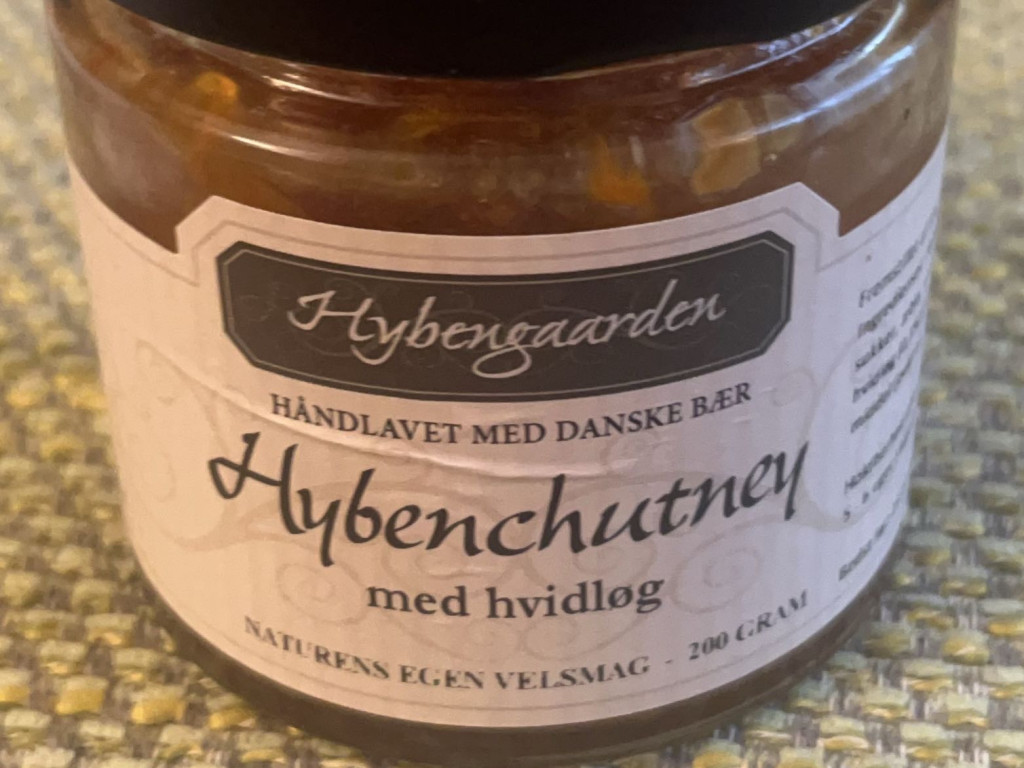 Hybengaarden
HÅNDLAVET MED DANSKE BÆR
Hybenchutney
med hvidløg
NATURENS EGEN VELSMAG - 200 GRAM